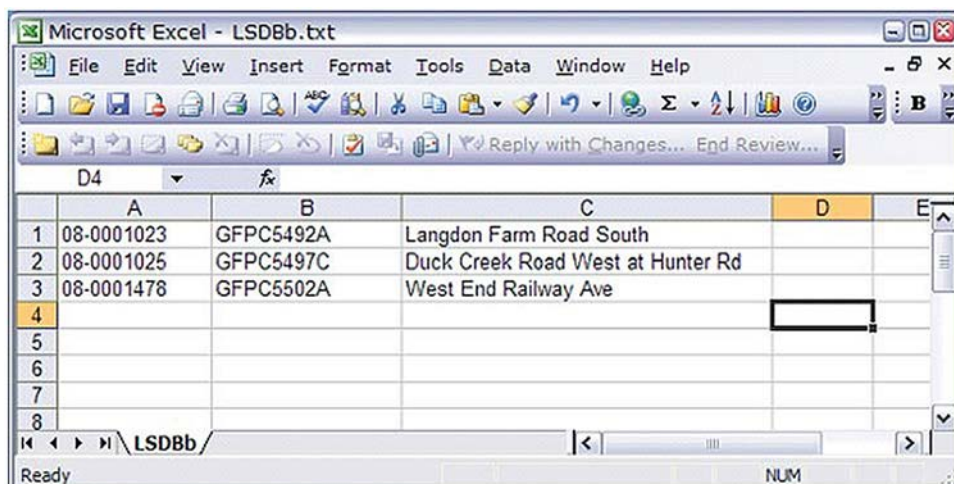 Microsoft Excel - LSDBb.txt
File Edit View Insert Format Tools Data Window Help
ABC Σ A Z B
Reply with Changes... End Review...
D4 fx
A B C D E
1 08-0001023 GFPC5492A Langdon Farm Road South
2 08-0001025 GFPC5497C Duck Creek Road West at Hunter Rd
3 08-0001478 GFPC5502A West End Railway Ave
4
5
6
7
8
LSDBb
Ready NUM